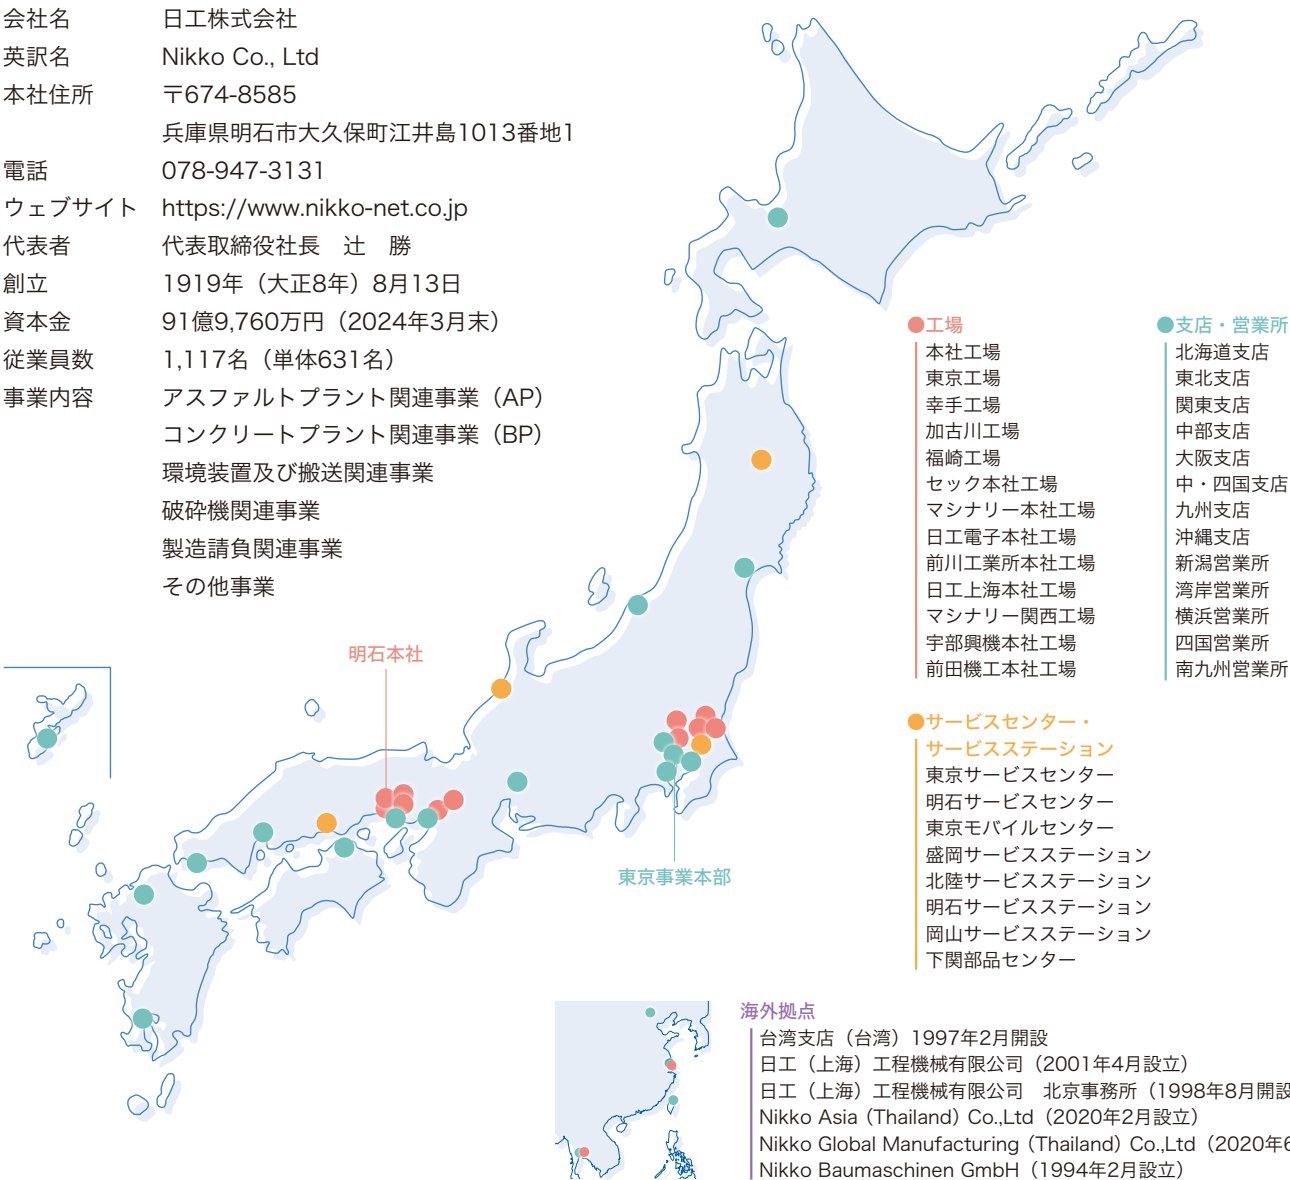 会社名　日工株式会社
英訳名　Nikko Co., Ltd
本社住所　〒674-8585
兵庫県明石市大久保町江井島1013番地1
電話　078-947-3131
ウェブサイト　https://www.nikko-net.co.jp
代表者　代表取締役社長　辻　勝
創立　1919年（大正8年）8月13日
資本金　91億9,760万円（2024年3月末）
従業員数　1,117名（単体631名）
事業内容　アスファルトプラント関連事業（AP）
コンクリートプラント関連事業（BP）
環境装置及び搬送関連事業
破砕機関連事業
製造請負関連事業
その他事業
明石本社
東京事業本部
●工場
本社工場
東京工場
幸手工場
加古川工場
福崎工場
セック本社工場
マシナリー本社工場
日工電子本社工場
前川工業所本社工場
日工上海本社工場
マシナリー関西工場
宇部興機本社工場
前田機工本社工場
●支店・営業所
北海道支店
東北支店
関東支店
中部支店
大阪支店
中・四国支店
九州支店
沖縄支店
新潟営業所
湾岸営業所
横浜営業所
四国営業所
南九州営業所
●サービスセンター・
サービスステーション
東京サービスセンター
明石サービスセンター
東京モバイルセンター
盛岡サービスステーション
北陸サービスステーション
明石サービスステーション
岡山サービスステーション
下関部品センター
海外拠点
台湾支店（台湾）1997年2月開設
日工（上海）工程機械有限公司（2001年4月設立）
日工（上海）工程機械有限公司　北京事務所（1998年8月開設
Nikko Asia (Thailand) Co.,Ltd（2020年2月設立）
Nikko Global Manufacturing (Thailand) Co.,Ltd（2020年6
Nikko Baumaschinen GmbH（1994年2月設立）